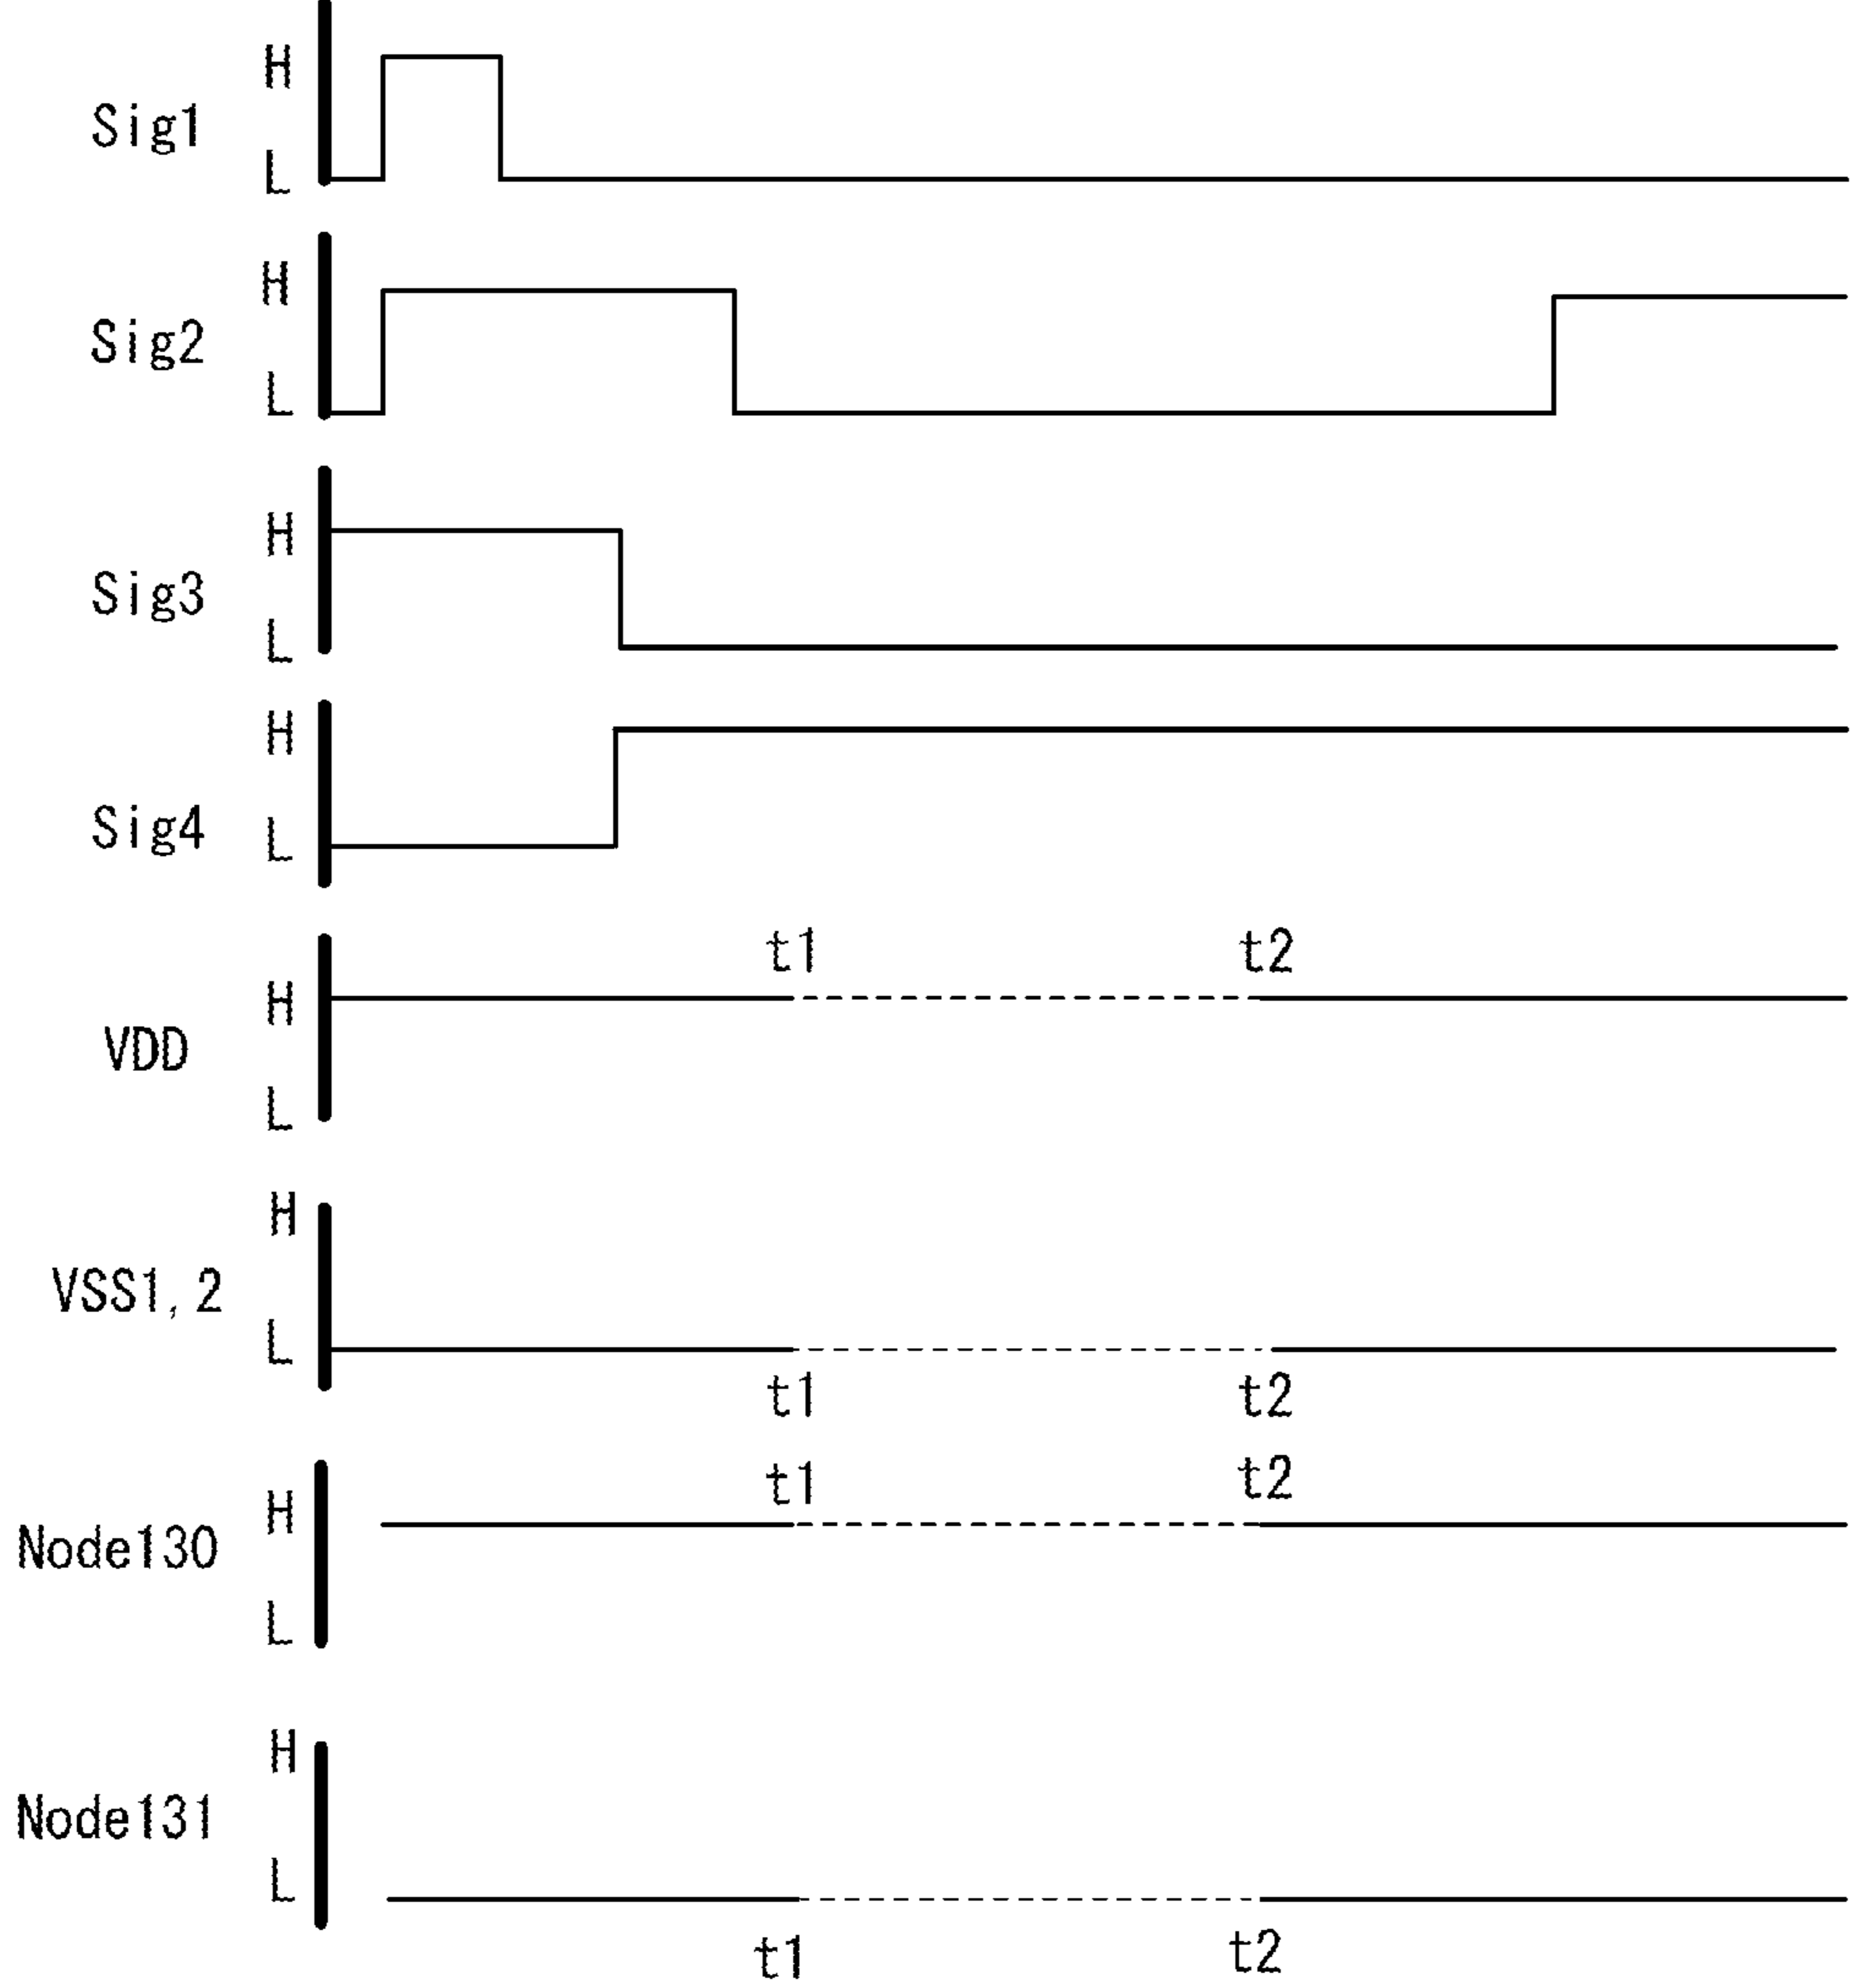 H
Sig1
L
H
Sig2
L
H
Sig3
L
H
Sig4
L
t1 t2
H
VDD
L
H
VSS1, 2
L
t1 t2
t1 t2
H
Node130
L
H
Node131
L
t1 t2